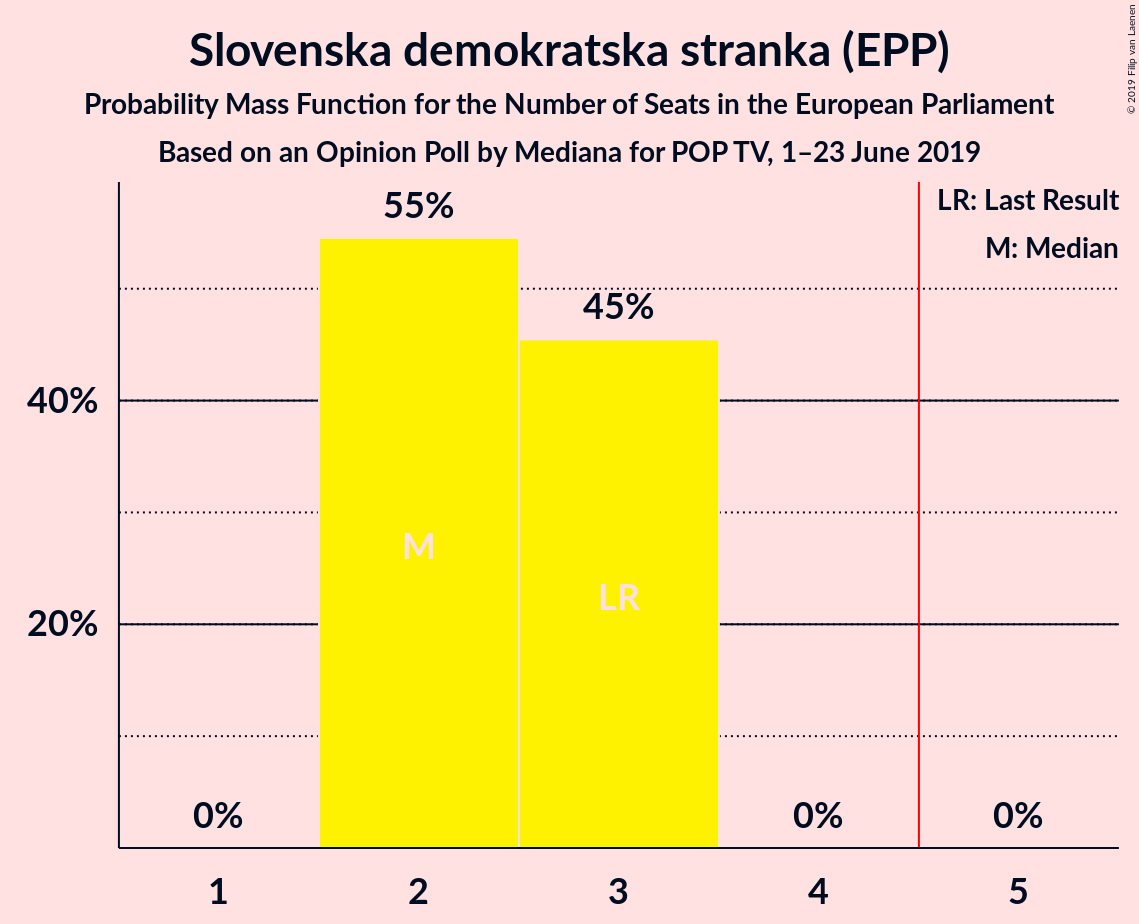 Slovenska demokratska stranka (EPP)
Probability Mass Function for the Number of Seats in the European Parliament
Based on an Opinion Poll by Mediana for POP TV, 1–23 June 2019
© 2019 Filip van Laenen
LR: Last Result
M: Median
55%
45%
40%
20%
M
LR
0%
0%
0%
1
2
3
4
5